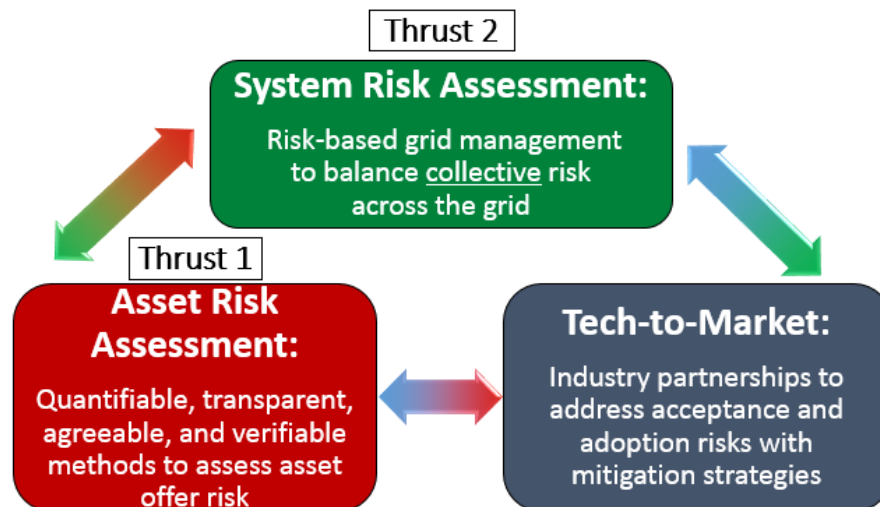 Thrust 2
System Risk Assessment:
Risk-based grid management
to balance collective risk
across the grid
Thrust 1
Asset Risk
Assessment:
Quantifiable, transparent,
agreeable, and verifiable
methods to assess asset
offer risk
Tech-to-Market:
Industry partnerships to
address acceptance and
adoption risks with
mitigation strategies